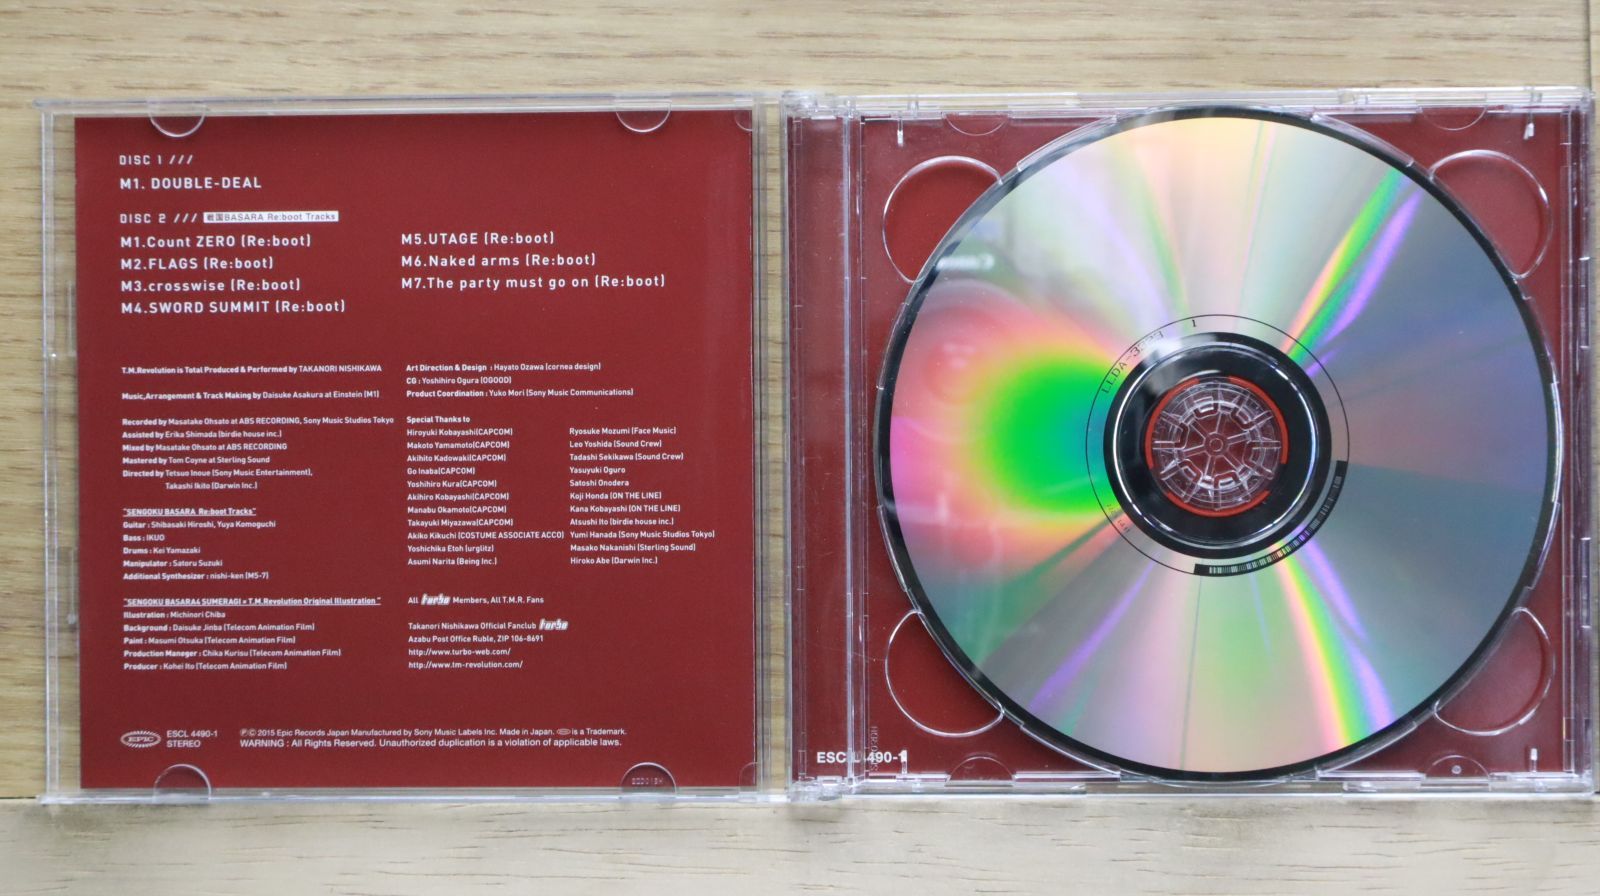 DISC 1 ///
M1. DOUBLE-DEAL
DISC 2 /// 戦国BASARA Re:boot Tracks
M1.Count ZERO (Re:boot)
M2.FLAGS (Re:boot)
M3.crosswise (Re:boot)
M4.SWORD SUMMIT (Re:boot)
M5.UTAGE (Re:boot)
M6.Naked arms (Re:boot)
M7.The party must go on (Re:boot)
T.M.Revolution is Total Produced & Performed by TAKANORI NISHIKAWA
Music,Arrangement & Track Making by Daisuke Asakura at Einstein (M1)
Recorded by Masatake Ohsato at ABS RECORDING, Sony Music Studios Tokyo
Assisted by Erika Shimada (birdie house inc.)
Mixed by Masatake Ohsato at ABS RECORDING
Mastered by Tom Coyne at Sterling Sound
Directed by Tetsuo Inoue (Sony Music Entertainment),
Takashi Ikito (Darwin Inc.)
"SENGOKU BASARA Re:boot Tracks"
Guitar : Shibasaki Hiroshi, Yuya Komoguchi
Bass : IKUO
Drums : Kei Yamazaki
Manipulator : Satoru Suzuki
Additional Synthesizer : nishi-ken (M5-7)
"SENGOKU BASARA4 SUMERAGI × T.M.Revolution Original Illustration "
Illustration : Michinori Chiba
Background : Daisuke Jinba (Telecom Animation Film)
Paint : Masumi Otsuka (Telecom Animation Film)
Production Maneger : Chika Kurisu (Telecom Animation Film)
Producer : Kohei Ito (Telecom Animation Film)
Art Direction & Design : Hayato Ozawa (cornea design)
CG : Yoshihiro Ogura (OGOOD)
Product Coordination : Yuko Mori (Sony Music Communications)
Special Thanks to
Hiroyuki Kobayashi(CAPCOM)
Makoto Yamamoto(CAPCOM)
Akihito Kadowaki(CAPCOM)
Go Inaba(CAPCOM)
Yoshihiro Kura(CAPCOM)
Akihiro Kobayashi(CAPCOM)
Manabu Okamoto(CAPCOM)
Takayuki Miyazawa(CAPCOM)
Akiko Kikuchi (COSTUME ASSOCIATE ACCO)
Yoshichika Etoh (urglitz)
Asumi Narita (Being Inc.)
Ryosuke Mozumi (Face Music)
Leo Yoshida (Sound Crew)
Tadashi Sekikawa (Sound Crew)
Yasuyuki Oguro
Satoshi Onodera
Koji Honda (ON THE LINE)
Kana Kobayashi (ON THE LINE)
Atsushi Ito (birdie house inc.)
Yumi Hanada (Sony Music Studios Tokyo)
Masako Nakanishi (Sterling Sound)
Hiroko Abe (Darwin Inc.)
All turbo Members, All T.M.R. Fans
Takanori Nishikawa Official Fanclub turbo
Azabu Post Office Ruble, ZIP 106-8691
http://www.turbo-web.com/
http://www.tm-revolution.com/
EPIC
ESCL 4490-1
STEREO
ⓅⒸ 2015 Epic Records Japan Manufactured by Sony Music Labels Inc. Made in Japan. EPIC is a Trademark.
WARNING : All Rights Reserved. Unauthorized duplication is a violation of applicable laws.
ESCL 4490-1